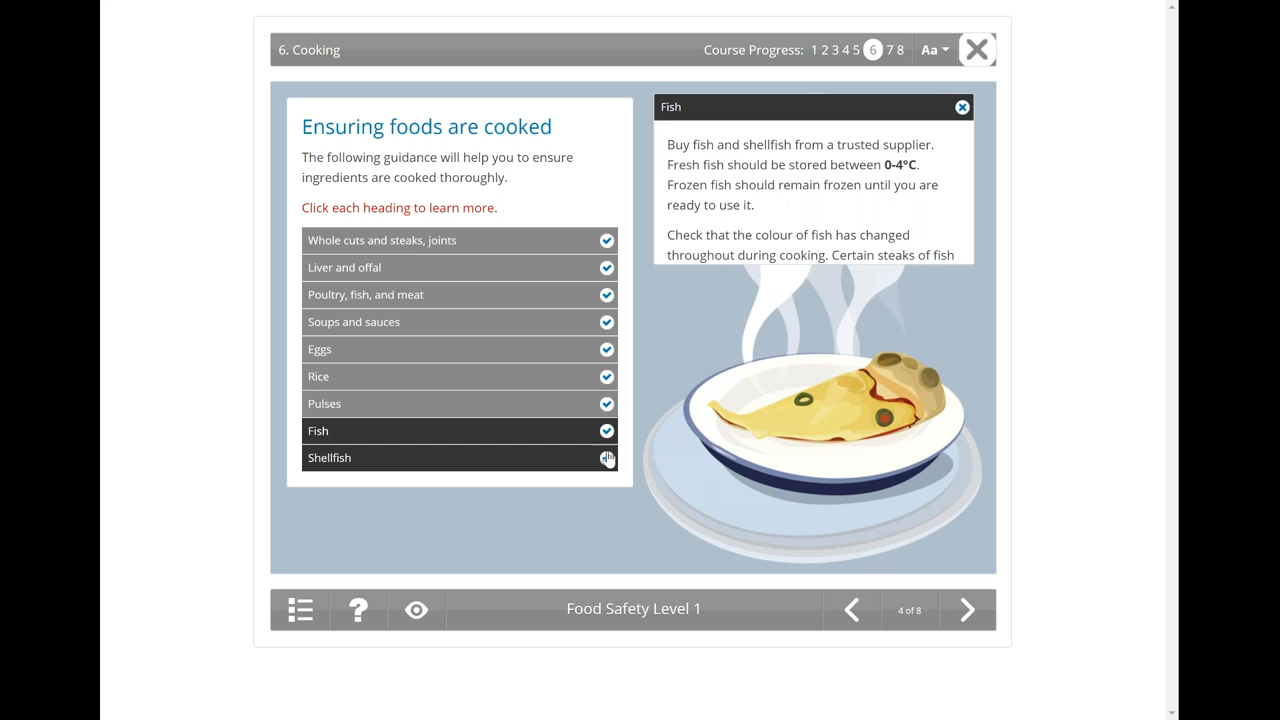 6. Cooking
Course Progress: 1 2 3 4 5 6 7 8
Aa
Ensuring foods are cooked
The following guidance will help you to ensure
ingredients are cooked thoroughly.
Click each heading to learn more.
Whole cuts and steaks, joints
Liver and offal
Poultry, fish, and meat
Soups and sauces
Eggs
Rice
Pulses
Fish
Shellfish
Fish
Buy fish and shellfish from a trusted supplier.
Fresh fish should be stored between 0-4°C.
Frozen fish should remain frozen until you are
ready to use it.
Check that the colour of fish has changed
throughout during cooking. Certain steaks of fish
Food Safety Level 1
4 of 8